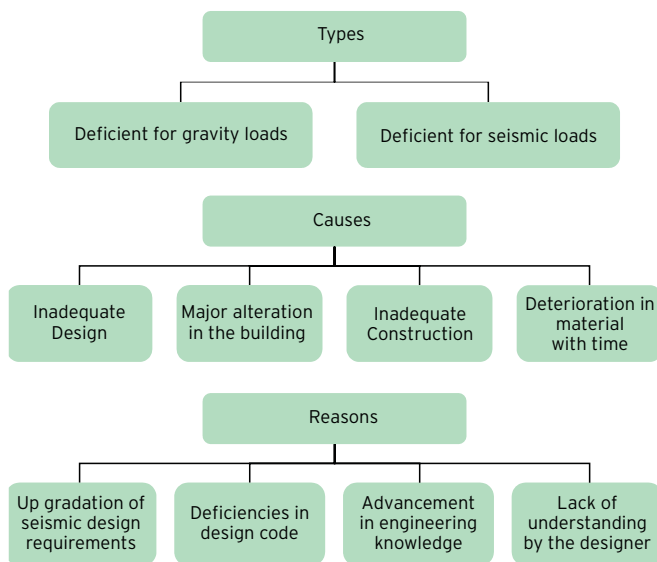 Types
Deficient for gravity loads
Deficient for seismic loads
Causes
Inadequate
Design
Major alteration
in the building
Inadequate
Construction
Deterioration in
material
with time
Reasons
Up gradation of
seismic design
requirements
Deficiencies in
design code
Advancement
in engineering
knowledge
Lack of
understanding
by the designer